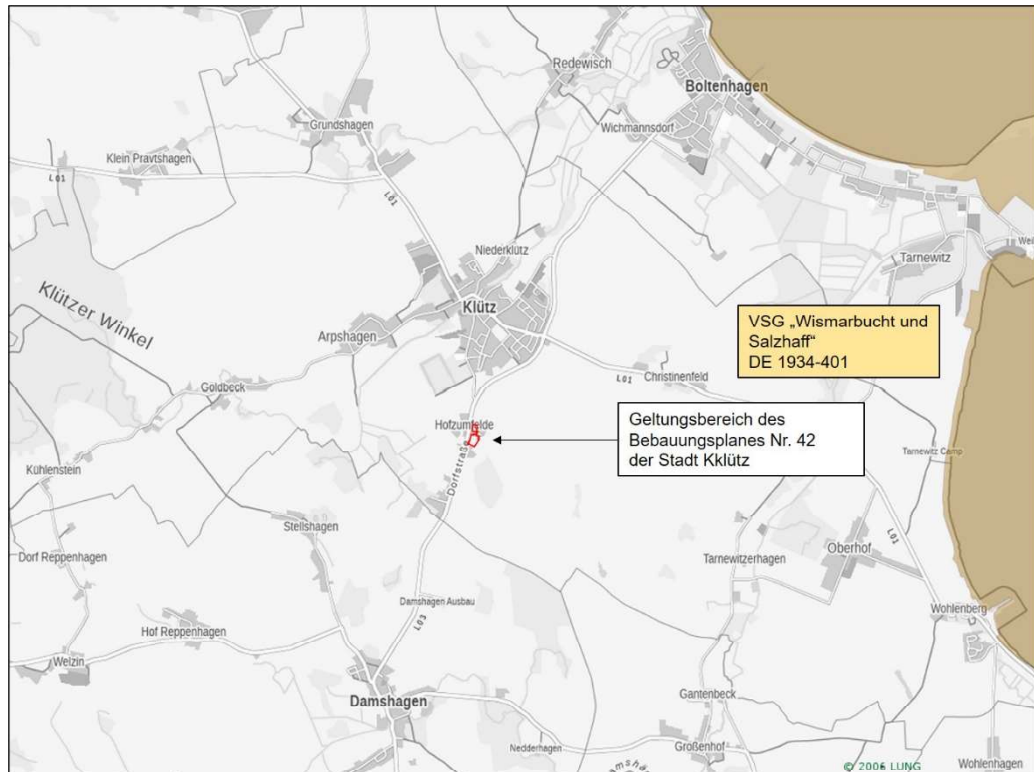 Redewisch
Boltenhagen
Grundshagen
Wichmannsdorf
Klein Pravtshagen
L01
L01
Niederklütz
Tarnewitz
Klützer Winkel
Klütz
VSG „Wismarbucht und
Salzhaff“
DE 1934-401
Arpshagen
L01
Christinenfeld
Goldbeck
Geltungsbereich des
Bebauungsplanes Nr. 42
der Stadt Kklütz
Hofzumfelde
Dorfstraße
Kühlenstein
Tarnewitz Camp
Stellshagen
L01
Oberhof
Dorf Reppenhagen
Tarnewitzerhagen
Damshagen Ausbau
Wohlenberg
L03
Hof Reppenhagen
Welzin
Damshagen
Gantenbeck
Nedderhagen
Großenhof
Wohlenhagen
© 2006 LUNG